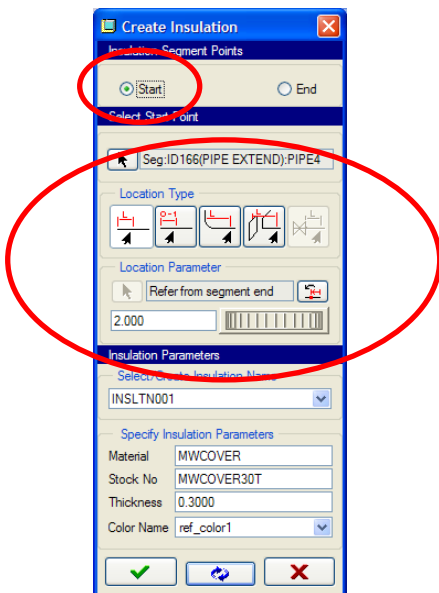 Create Insulation
Insulation Segment Points
Start End
Select Start Point
Seg:ID166(PIPE EXTEND):PIPE4
Location Type
0-1
Location Parameter
Refer from segment end
2.000
Insulation Parameters
Select/Create Insulation Name
INSLTN001
Specify Insulation Parameters
Material MWCOVER
Stock No MWCOVER30T
Thickness 0.3000
Color Name ref_color1